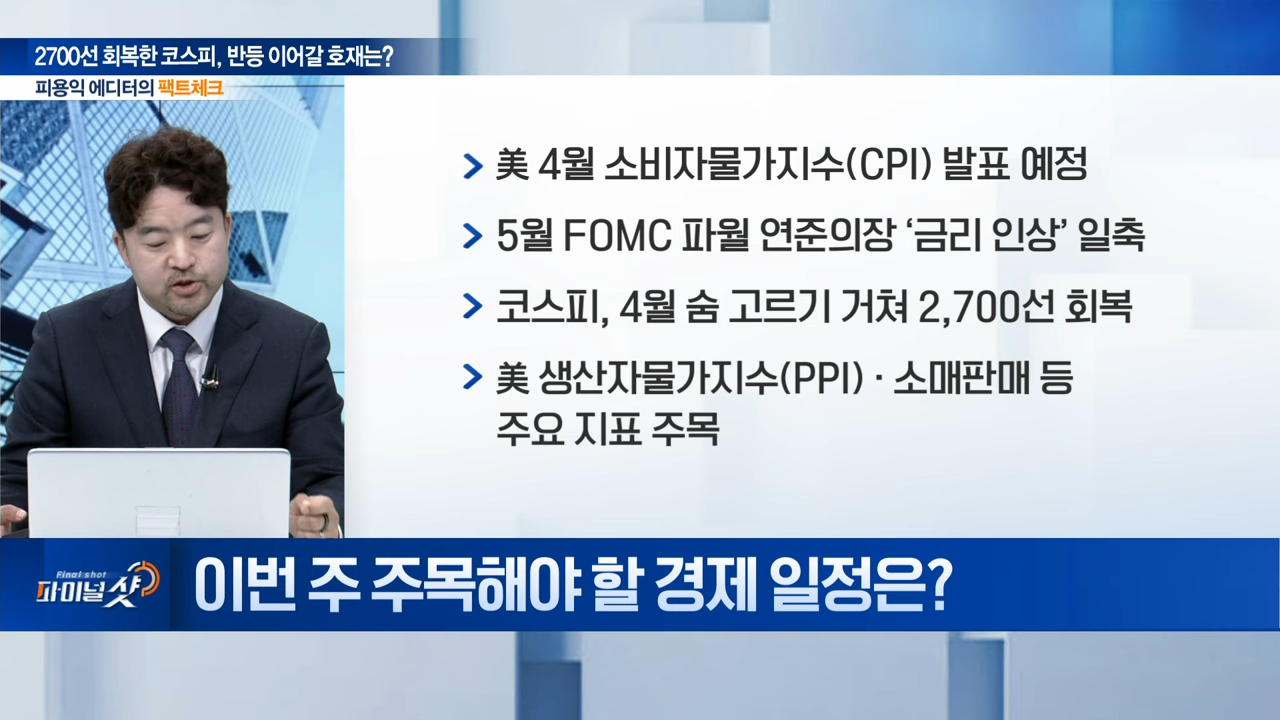 2700선 회복한 코스피, 반등 이어갈 호재는?
피용익 에디터의 팩트체크
美 4월 소비자물가지수(CPI) 발표 예정
5월 FOMC 파월 연준의장 ‘금리 인상’ 일축
코스피, 4월 숨 고르기 거쳐 2,700선 회복
美 생산자물가지수(PPI) · 소매판매 등
주요 지표 주목
Final shot
파이널샷
이번 주 주목해야 할 경제 일정은?